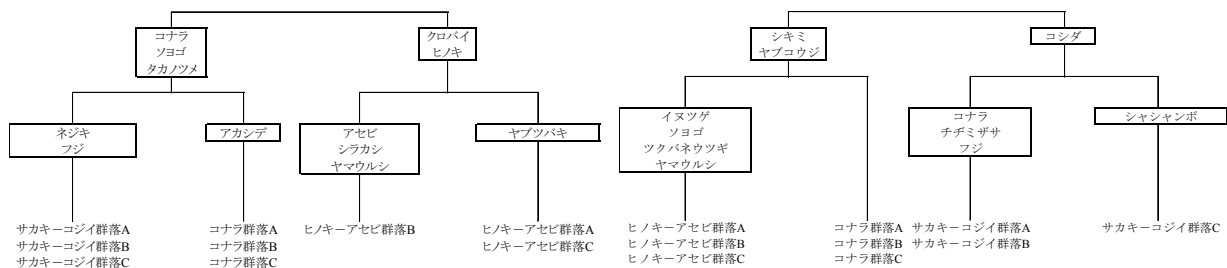 コナラ
ソヨゴ
タカノツメ
クロバイ
ヒノキ
ネジキ
フジ
アカシデ
アセビ
シラカシ
ヤマウルシ
ヤブツバキ
サカキーコジイ群落A
サカキーコジイ群落B
サカキーコジイ群落C
コナラ群落A
コナラ群落B
コナラ群落C
ヒノキーアセビ群落B
ヒノキーアセビ群落A
ヒノキーアセビ群落C
シキミ
ヤブコウジ
コシダ
イヌツゲ
ソヨゴ
ツクバネウツギ
ヤマウルシ
コナラ
チヂミザサ
フジ
シャシャンボ
ヒノキーアセビ群落A
ヒノキーアセビ群落B
ヒノキーアセビ群落C
コナラ群落A
コナラ群落B
コナラ群落C
サカキーコジイ群落A
サカキーコジイ群落B
サカキーコジイ群落C